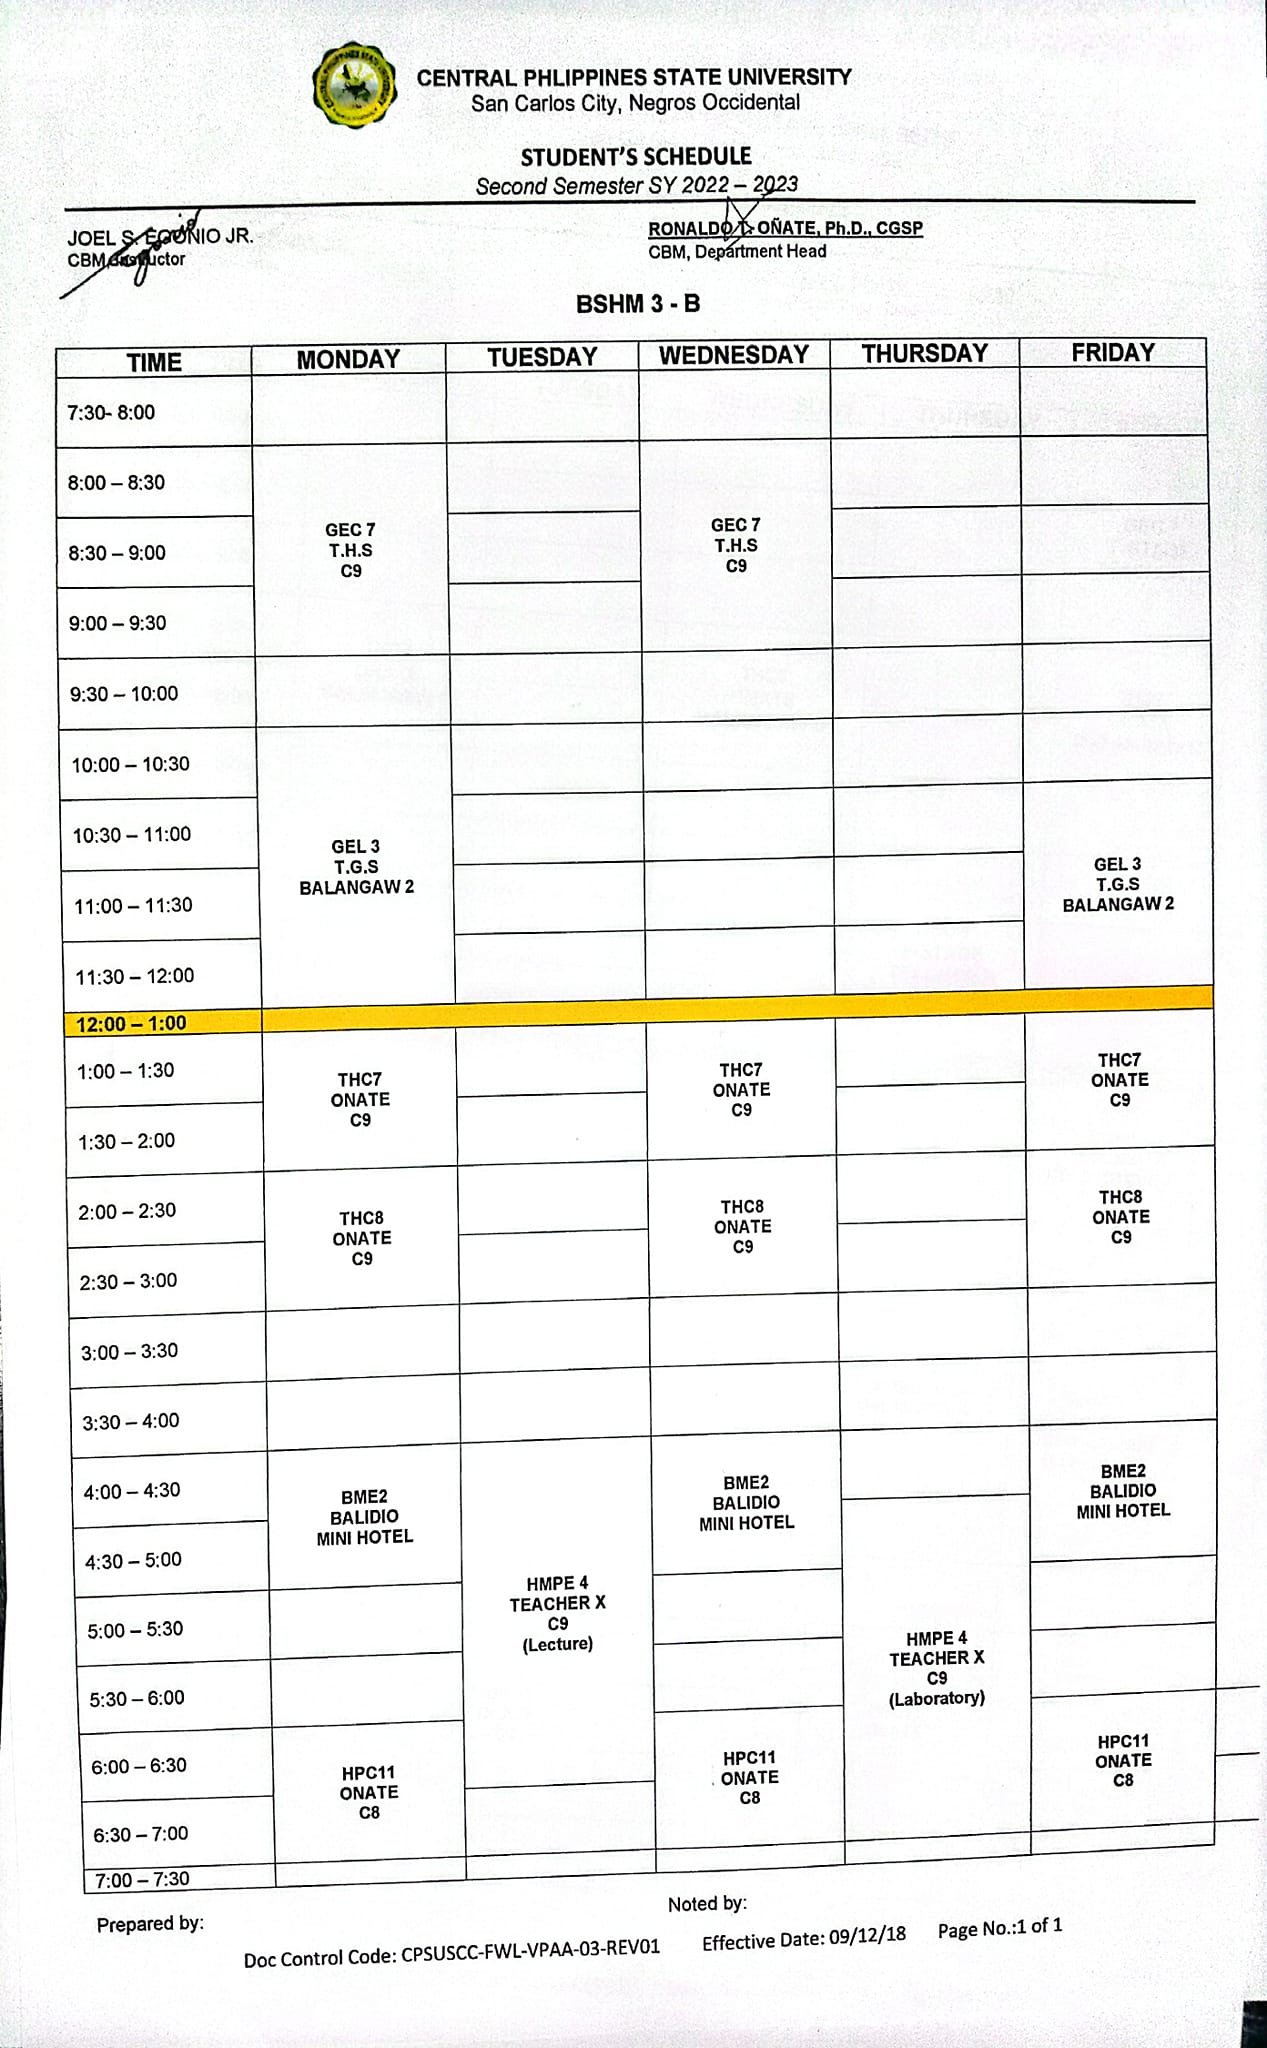 CENTRAL PHLIPPINES STATE UNIVERSITY
San Carlos City, Negros Occidental
STUDENT'S SCHEDULE
Second Semester SY 2022 – 2023
JOEL S. EGONIO JR.
CBM, Instructor
RONALDO T. OÑATE, Ph.D., CGSP
CBM, Department Head
BSHM 3 - B
TIME MONDAY TUESDAY WEDNESDAY THURSDAY FRIDAY
7:30- 8:00
8:00 – 8:30
8:30 – 9:00
9:00 – 9:30
GEC 7
T.H.S
C9
GEC 7
T.H.S
C9
9:30 – 10:00
10:00 – 10:30
10:30 – 11:00
11:00 – 11:30
11:30 – 12:00
GEL 3
T.G.S
BALANGAW 2
GEL 3
T.G.S
BALANGAW 2
12:00 – 1:00
1:00 – 1:30
1:30 – 2:00
THC7
ONATE
C9
THC7
ONATE
C9
THC7
ONATE
C9
2:00 – 2:30
2:30 – 3:00
THC8
ONATE
C9
THC8
ONATE
C9
THC8
ONATE
C9
3:00 – 3:30
3:30 – 4:00
4:00 – 4:30
4:30 – 5:00
BME2
BALIDIO
MINI HOTEL
BME2
BALIDIO
MINI HOTEL
BME2
BALIDIO
MINI HOTEL
5:00 – 5:30
5:30 – 6:00
HMPE 4
TEACHER X
C9
(Lecture)
HMPE 4
TEACHER X
C9
(Laboratory)
6:00 – 6:30
6:30 – 7:00
HPC11
ONATE
C8
HPC11
ONATE
C8
HPC11
ONATE
C8
7:00 – 7:30
Prepared by:
Noted by:
Doc Control Code: CPSUSCC-FWL-VPAA-03-REV01 Effective Date: 09/12/18 Page No.:1 of 1